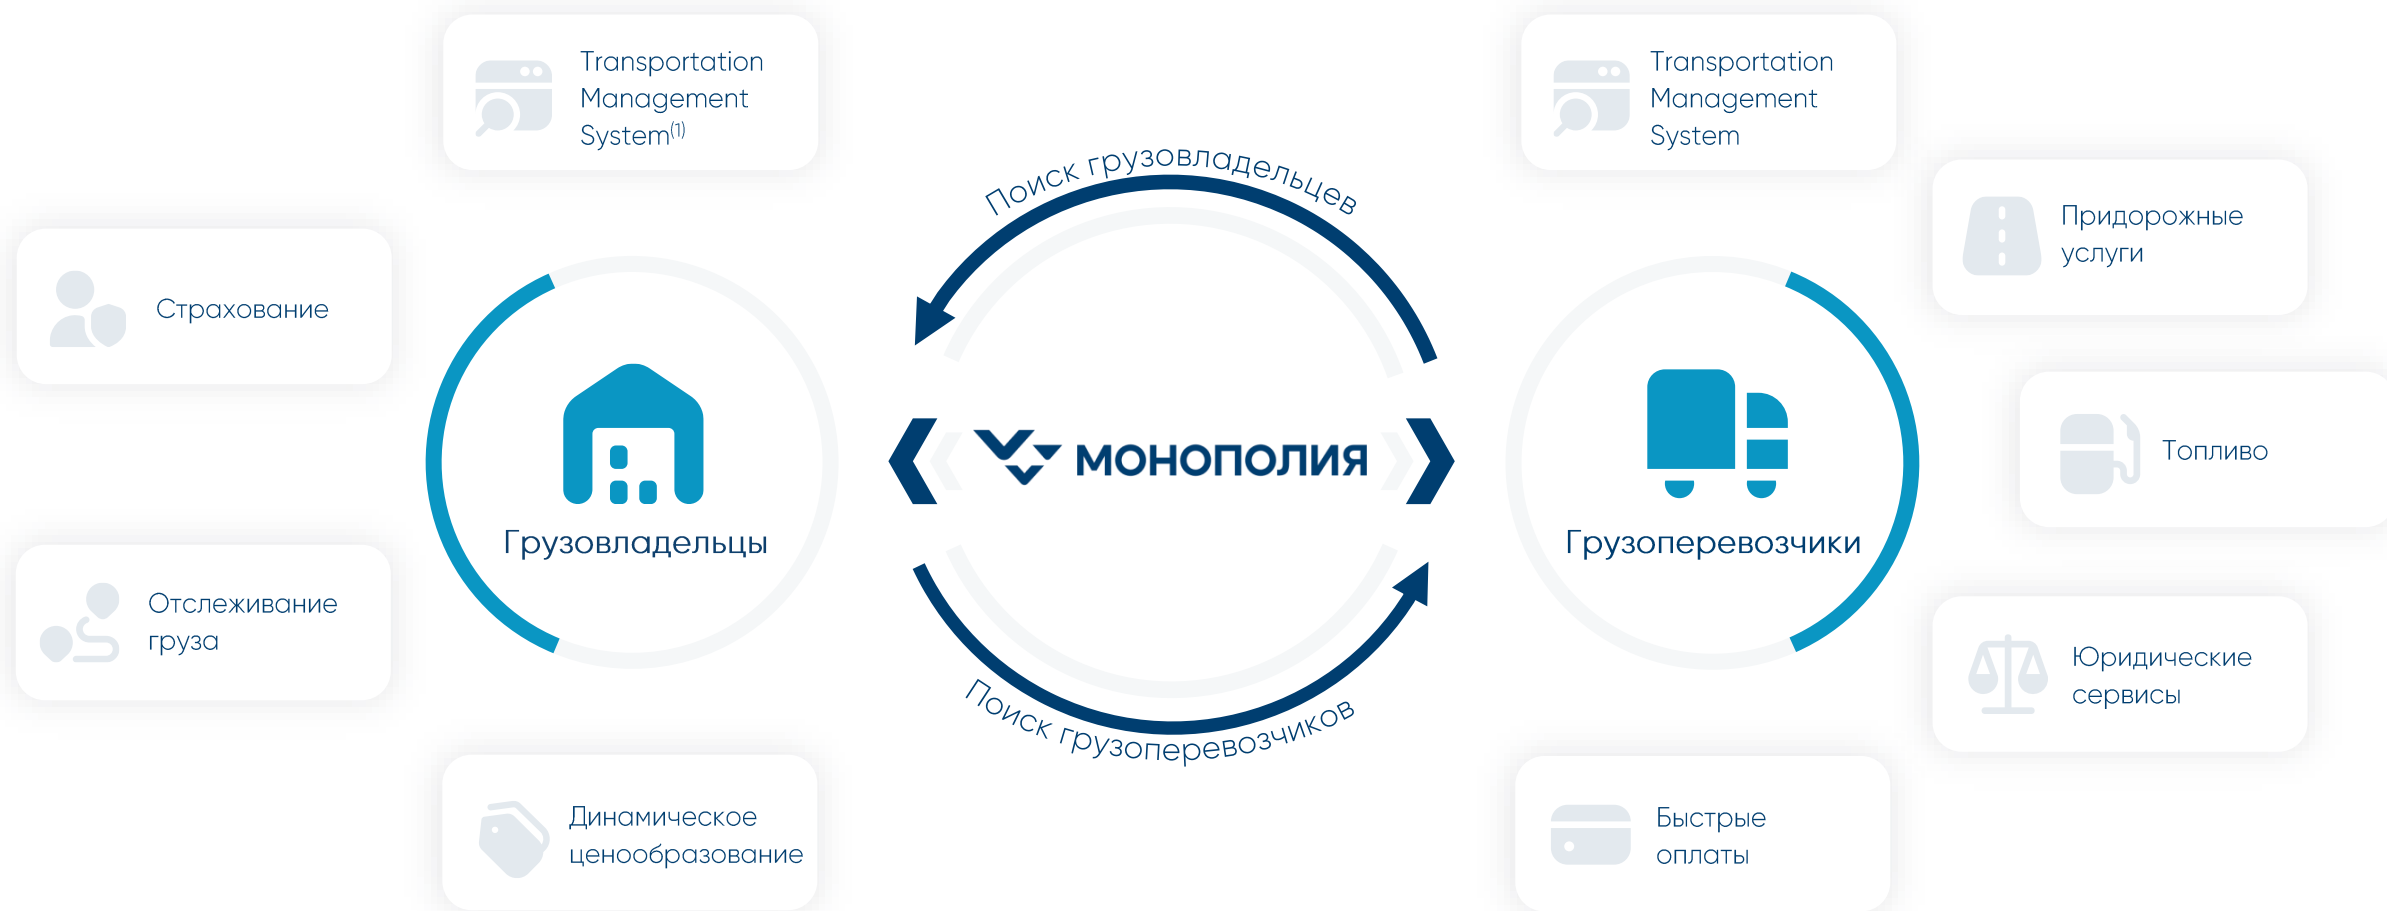 Transportation
Management
System(1)
Страхование
Грузовладельцы
Отслеживание
груза
Динамическое
ценообразование
Поиск грузовладельцев
МОНОПОЛИЯ
Поиск грузоперевозчиков
Transportation
Management
System
Придорожные
услуги
Грузоперевозчики
Топливо
Юридические
сервисы
Быстрые
оплаты